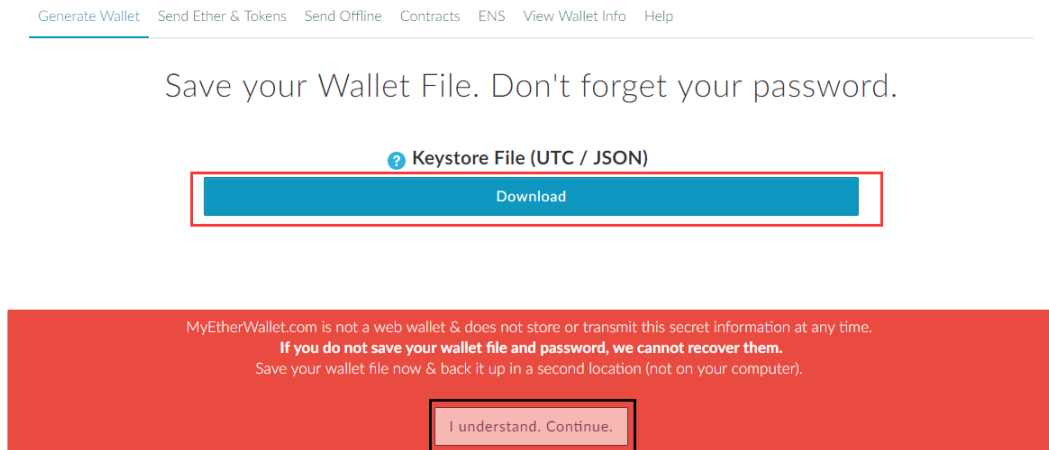 Generate Wallet Send Ether & Tokens Send Offline Contracts ENS View Wallet Info Help
Save your Wallet File. Don't forget your password.
? Keystore File (UTC / JSON)
Download
MyEtherWallet.com is not a web wallet & does not store or transmit this secret information at any time.
If you do not save your wallet file and password, we cannot recover them.
Save your wallet file now & back it up in a second location (not on your computer).
I understand. Continue.